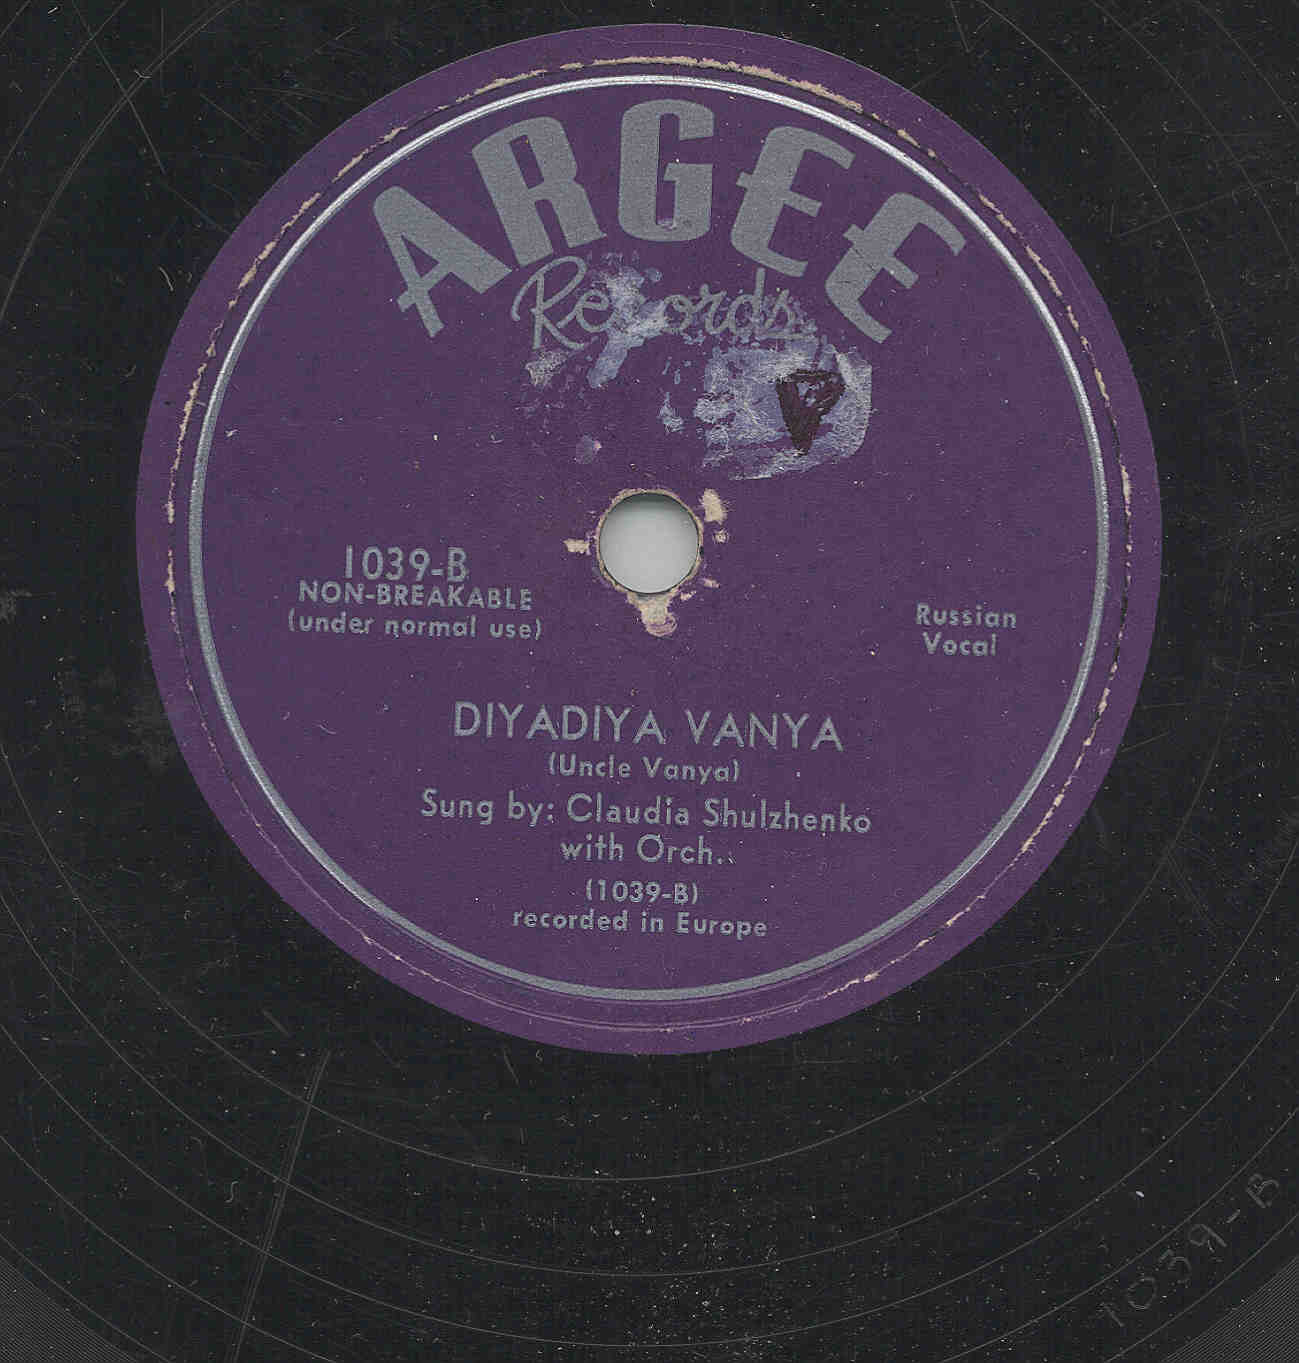 ARGEE
Records
1039-B
NON-BREAKABLE
(under normal use)
Russian
Vocal
DIYADIYA VANYA
(Uncle Vanya)
Sung by: Claudia Shulzhenko
with Orch.
(1039-B)
recorded in Europe
1039-B